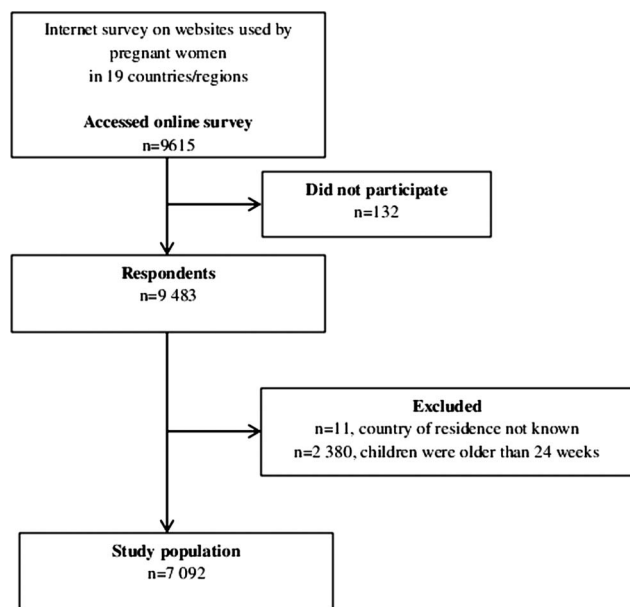 Internet survey on websites used by
pregnant women
in 19 countries/regions
Accessed online survey
n=9615
Did not participate
n=132
Respondents
n=9 483
Excluded
n=11, country of residence not known
n=2 380, children were older than 24 weeks
Study population
n=7 092